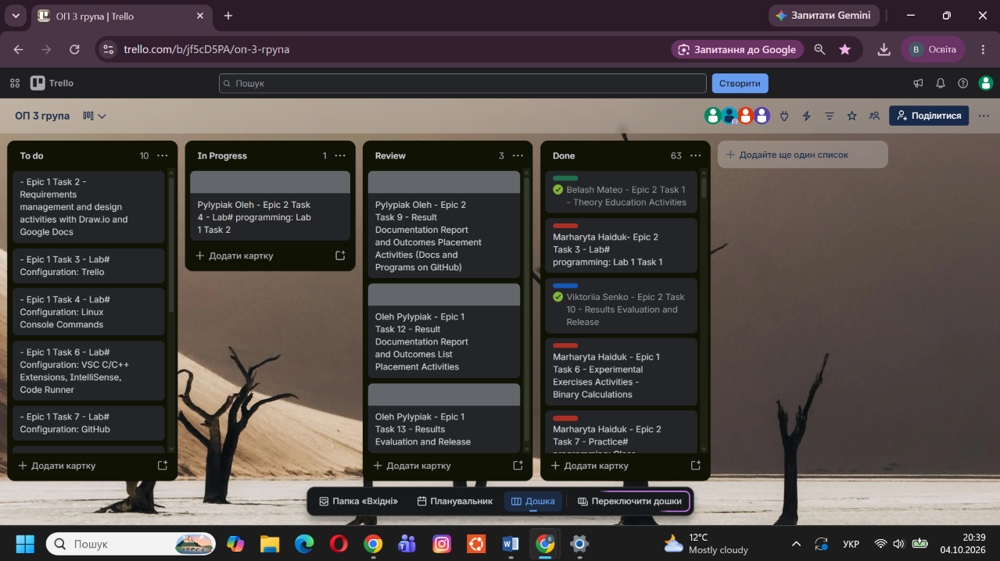 ОП 3 група | Trello
Запитати Gemini
trello.com/b/jf5cD5PA/оп-3-група
Запитання до Google
B
Освіта
Trello
Пошук
Створити
ОП 3 група
Поділитися
To do
10
- Epic 1 Task 2 -
Requirements
management and design
activities with Draw.io and
Google Docs
- Epic 1 Task 3 - Lab#
Configuration: Trello
- Epic 1 Task 4 - Lab#
Configuration: Linux
Console Commands
- Epic 1 Task 6 - Lab#
Configuration: VSC C/C++
Extensions, IntelliSense,
Code Runner
- Epic 1 Task 7 - Lab#
Configuration: GitHub
Додати картку
In Progress
1
Pylypiak Oleh - Epic 2 Task
4 - Lab# programming: Lab
1 Task 2
Додати картку
Review
3
Pylypiak Oleh - Epic 2
Task 9 - Result
Documentation Report
and Outcomes Placement
Activities (Docs and
Programs on GitHub)
Oleh Pylypiak - Epic 1
Task 12 - Result
Documentation Report
and Outcomes List
Placement Activities
Oleh Pylypiak - Epic 1
Task 13 - Results
Evaluation and Release
Додати картку
Done
63
Belash Mateo - Epic 2 Task 1
- Theory Education Activities
Marharyta Haiduk- Epic 2
Task 3 - Lab#
programming: Lab 1 Task 1
Viktoriia Senko - Epic 2 Task
10 - Results Evaluation and
Release
Marharyta Haiduk - Epic 1
Task 6 - Experimental
Exercises Activities -
Binary Calculations
Marharyta Haiduk - Epic 2
Task 7 - Practice#
programming: Class
Додати картку
Додайте ще один список
Папка «Вхідні»
Планувальник
Дошка
Переключити дошки
Пошук
12°C
Mostly cloudy
УКР
20:39
04.10.2026